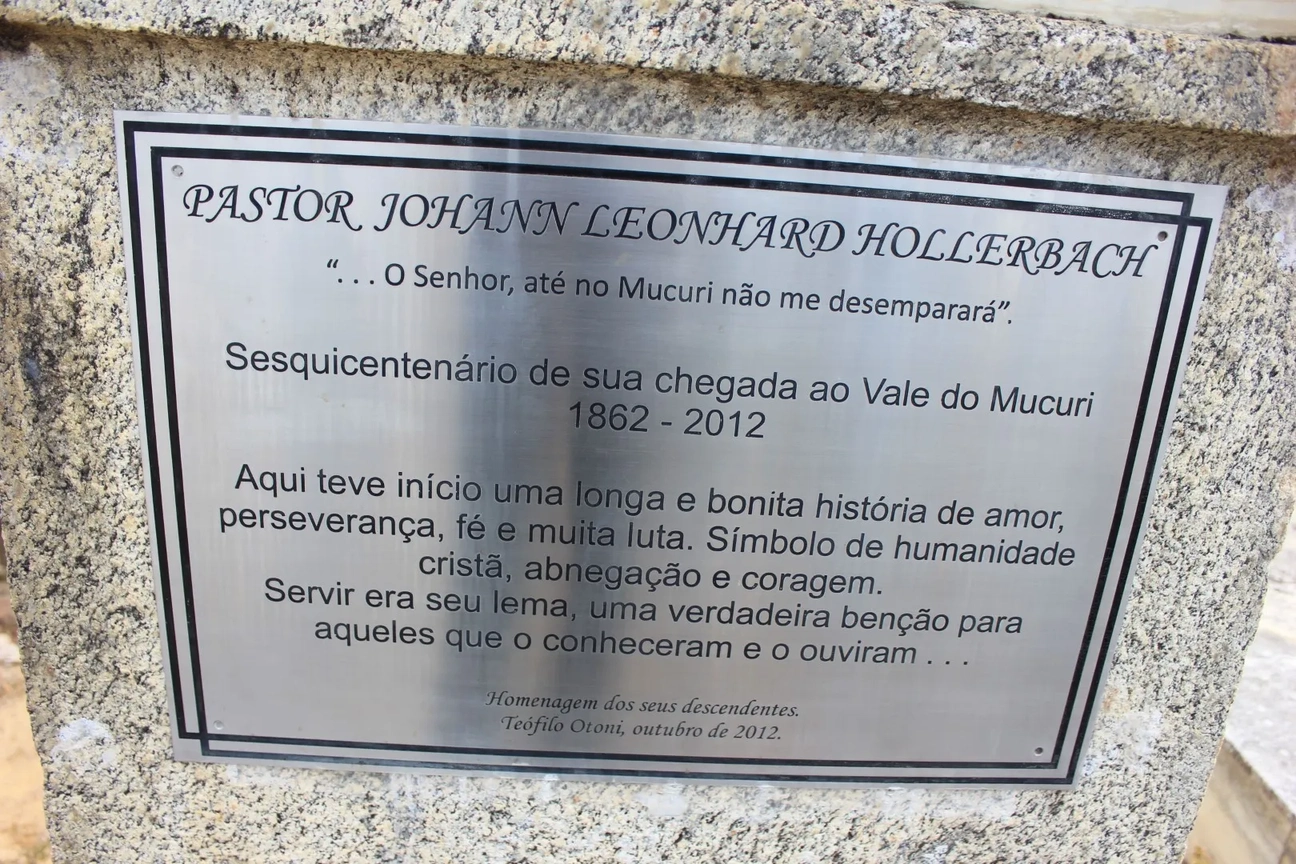 PASTOR JOHANN LEONHARD HOLLERBACH
“. . . O Senhor, até no Mucuri não me desemparará”.
Sesquicentenário de sua chegada ao Vale do Mucuri
1862 - 2012
Aqui teve início uma longa e bonita história de amor,
perseverança, fé e muita luta. Símbolo de humanidade
cristã, abnegação e coragem.
Servir era seu lema, uma verdadeira benção para
aqueles que o conheceram e o ouviram . . .
Homenagem dos seus descendentes.
Teófilo Otoni, outubro de 2012.